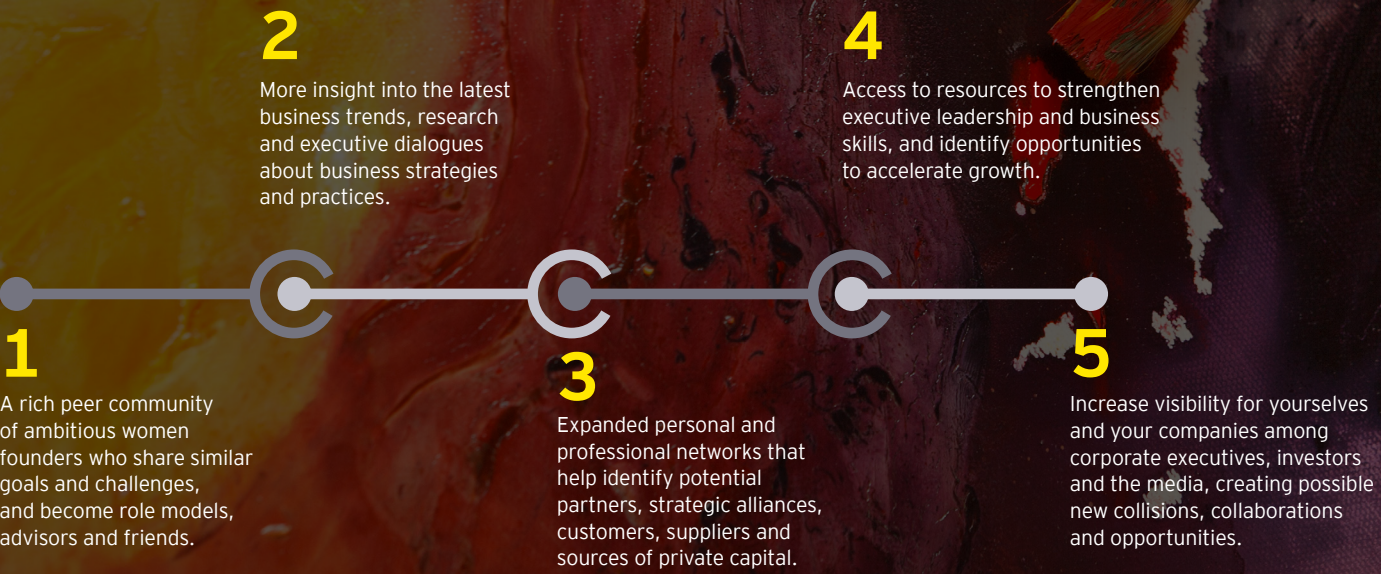 1
A rich peer community
of ambitious women
founders who share similar
goals and challenges,
and become role models,
advisors and friends.
2
More insight into the latest
business trends, research
and executive dialogues
about business strategies
and practices.
3
Expanded personal and
professional networks that
help identify potential
partners, strategic alliances,
customers, suppliers and
sources of private capital.
4
Access to resources to strengthen
executive leadership and business
skills, and identify opportunities
to accelerate growth.
5
Increase visibility for yourselves
and your companies among
corporate executives, investors
and the media, creating possible
new collisions, collaborations
and opportunities.